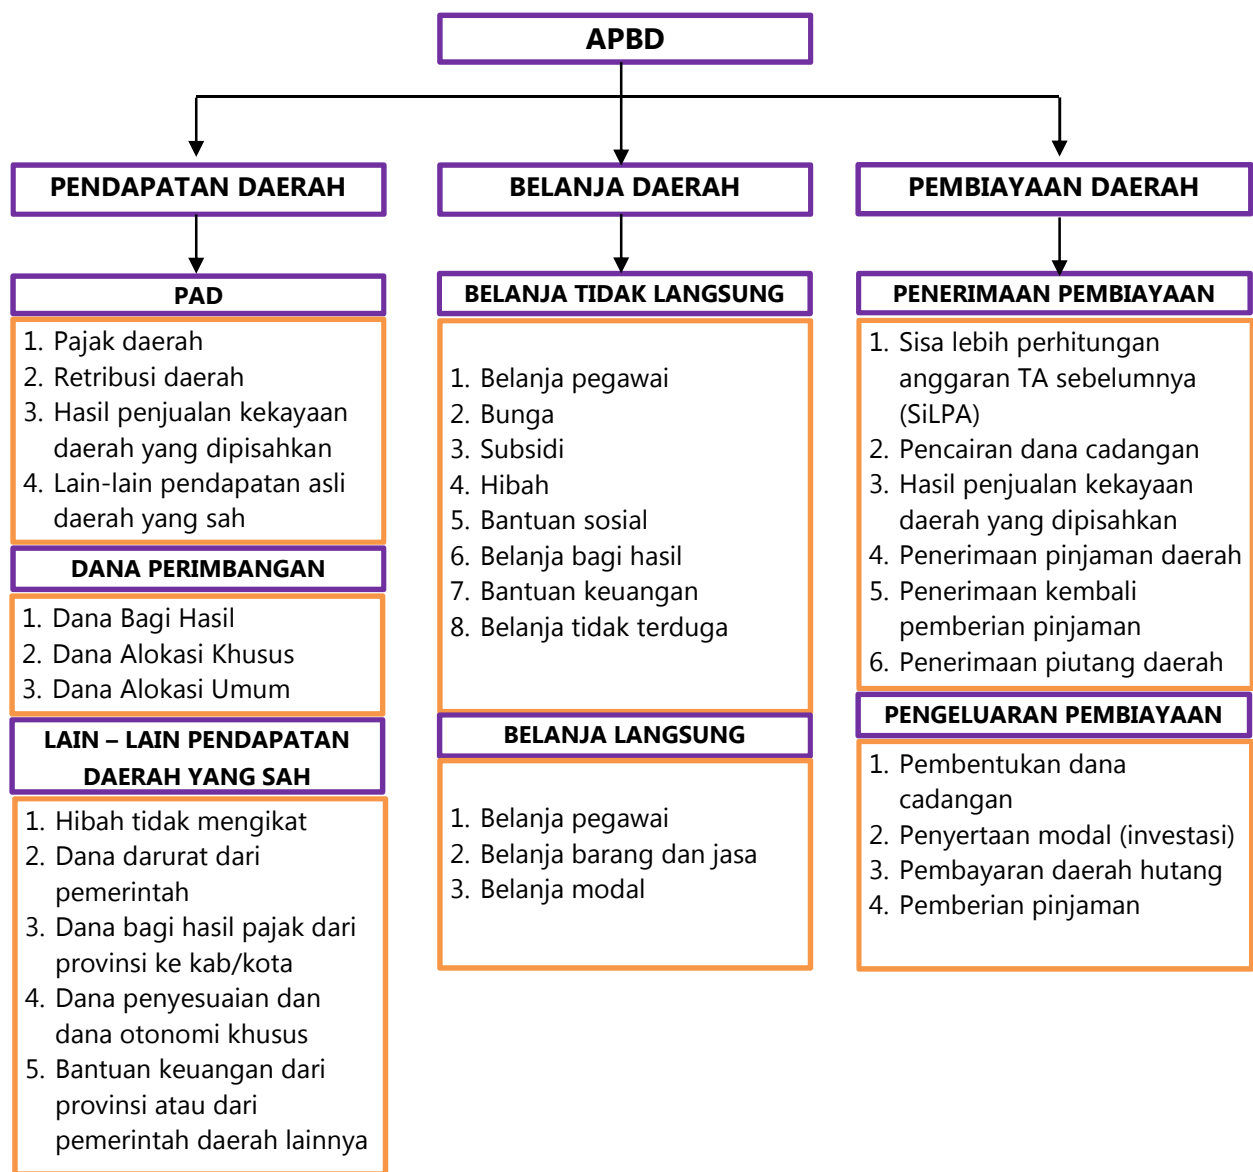 APBD
PENDAPATAN DAERAH
PAD
1. Pajak daerah
2. Retribusi daerah
3. Hasil penjualan kekayaan
daerah yang dipisahkan
4. Lain-lain pendapatan asli
daerah yang sah
DANA PERIMBANGAN
1. Dana Bagi Hasil
2. Dana Alokasi Khusus
3. Dana Alokasi Umum
LAIN – LAIN PENDAPATAN
DAERAH YANG SAH
1. Hibah tidak mengikat
2. Dana darurat dari
pemerintah
3. Dana bagi hasil pajak dari
provinsi ke kab/kota
4. Dana penyesuaian dan
dana otonomi khusus
5. Bantuan keuangan dari
provinsi atau dari
pemerintah daerah lainnya
BELANJA DAERAH
BELANJA TIDAK LANGSUNG
1. Belanja pegawai
2. Bunga
3. Subsidi
4. Hibah
5. Bantuan sosial
6. Belanja bagi hasil
7. Bantuan keuangan
8. Belanja tidak terduga
BELANJA LANGSUNG
1. Belanja pegawai
2. Belanja barang dan jasa
3. Belanja modal
PEMBIAYAAN DAERAH
PENERIMAAN PEMBIAYAAN
1. Sisa lebih perhitungan
anggaran TA sebelumnya
(SiLPA)
2. Pencairan dana cadangan
3. Hasil penjualan kekayaan
daerah yang dipisahkan
4. Penerimaan pinjaman daerah
5. Penerimaan kembali
pemberian pinjaman
6. Penerimaan piutang daerah
PENGELUARAN PEMBIAYAAN
1. Pembentukan dana
cadangan
2. Penyertaan modal (investasi)
3. Pembayaran daerah hutang
4. Pemberian pinjaman